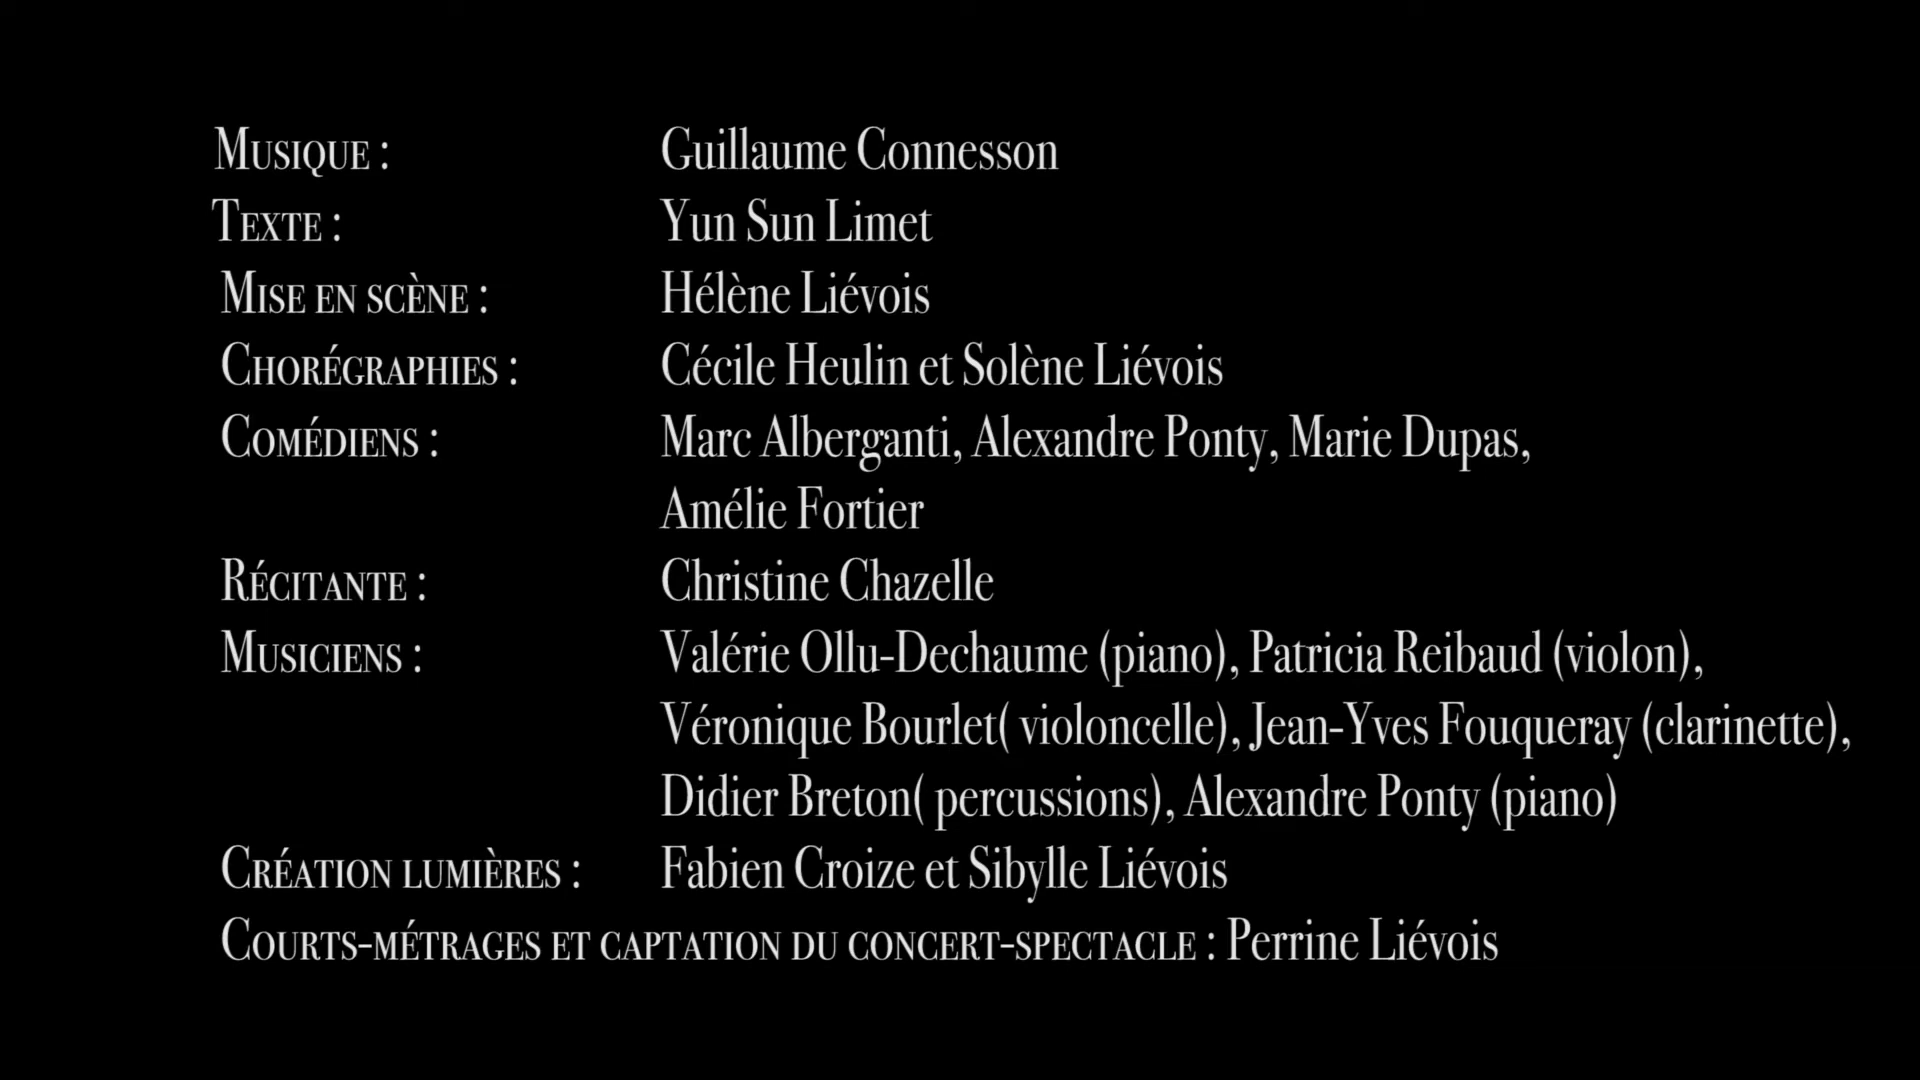 Musique : Guillaume Connesson
Texte : Yun Sun Limet
Mise en scène : Hélène Liévois
Chorégraphies : Cécile Heulin et Solène Liévois
Comédiens : Marc Alberganti, Alexandre Ponty, Marie Dupas,
Amélie Fortier
Récitante : Christine Chazelle
Musiciens : Valérie Ollu-Dechaume (piano), Patricia Reibaud (violon),
Véronique Bourlet( violoncelle), Jean-Yves Fouqueray (clarinette),
Didier Breton( percussions), Alexandre Ponty (piano)
Création lumières : Fabien Croize et Sibylle Liévois
Courts-métrages et captation du concert-spectacle : Perrine Liévois